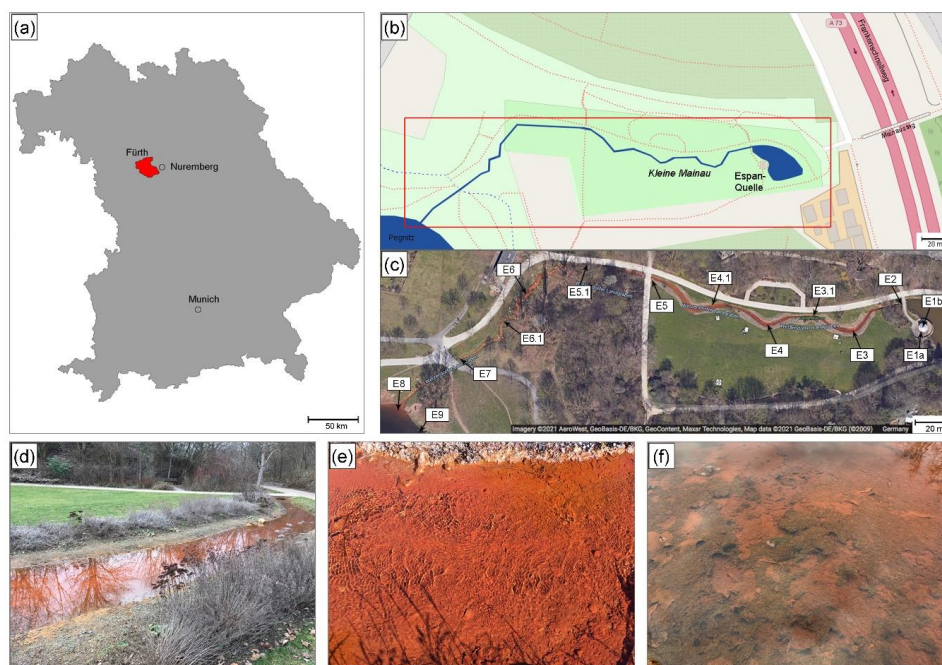 (a)
Fürth
Nuremberg
Munich
50 km
(b)
A 73
Frankenschnellweg
Mainausteg
Kleine Mainau
Espan-
Quelle
Pegnitz
20 m
(c)
E6
E5.1
E4.1
E3.1
E2
E1b
E5
E6.1
E4
E3
E1a
E7
E8
E9
20 m
Imagery ©2021 AeroWest, GeoBasis-DE/BKG, GeoContent, Maxar Technologies, Map data ©2021 GeoBasis-DE/BKG (©2009) Germany
(d)
(e)
(f)